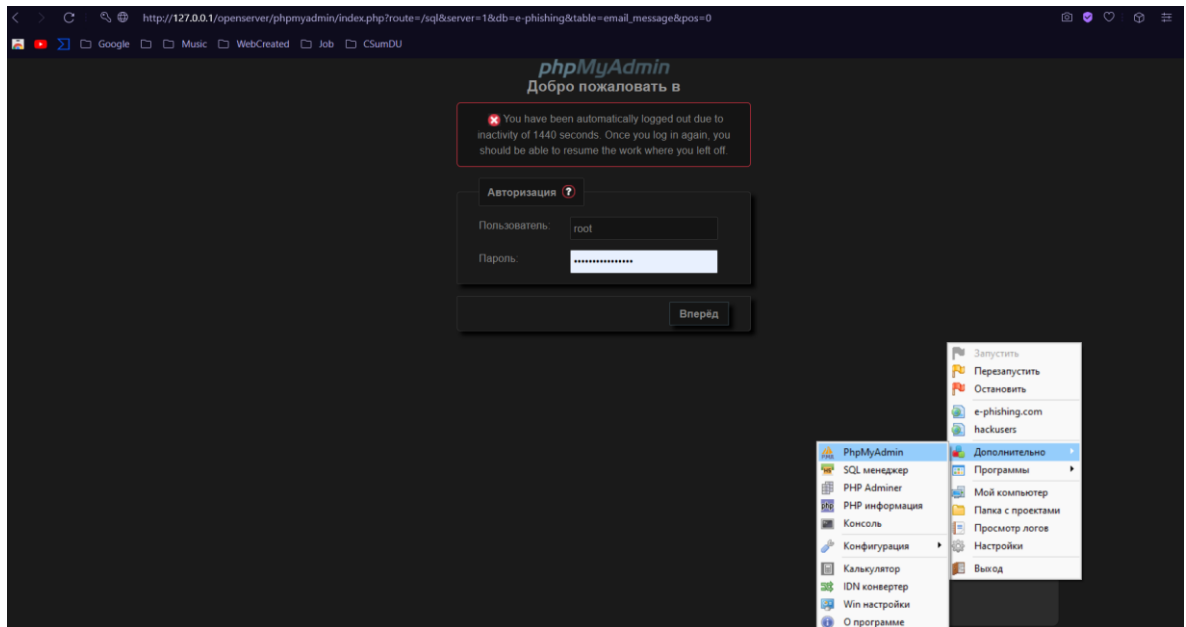 http://127.0.0.1/openserver/phpmyadmin/index.php?route=/sql&server=1&db=e-phishing&table=email_message&pos=0
Google
Music
WebCreated
Job
CSumDU
phpMyAdmin
Добро пожаловать в
You have been automatically logged out due to
inactivity of 1440 seconds. Once you log in again, you
should be able to resume the work where you left off.
Авторизация
Пользователь:
root
Пароль:
Вперёд
Запустить
Перезапустить
Остановить
e-phishing.com
hackusers
Дополнительно
Программы
Мой компьютер
Папка с проектами
Просмотр логов
Настройки
Выход
PhpMyAdmin
SQL менеджер
PHP Adminer
PHP информация
Консоль
Конфигурация
Калькулятор
IDN конвертер
Win настройки
О программе